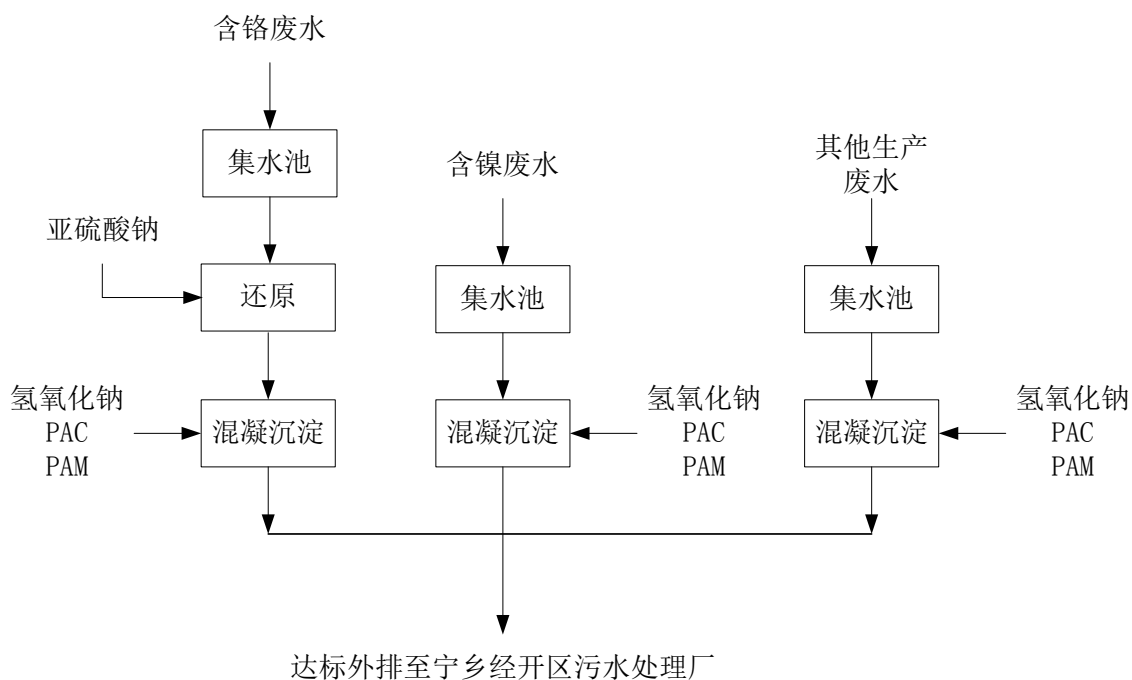 含铬废水
集水池
含镍废水
其他生产
废水
亚硫酸钠
还原
集水池
集水池
氢氧化钠
PAC
PAM
混凝沉淀
混凝沉淀
氢氧化钠
PAC
PAM
混凝沉淀
氢氧化钠
PAC
PAM
达标外排至宁乡经开区污水处理厂